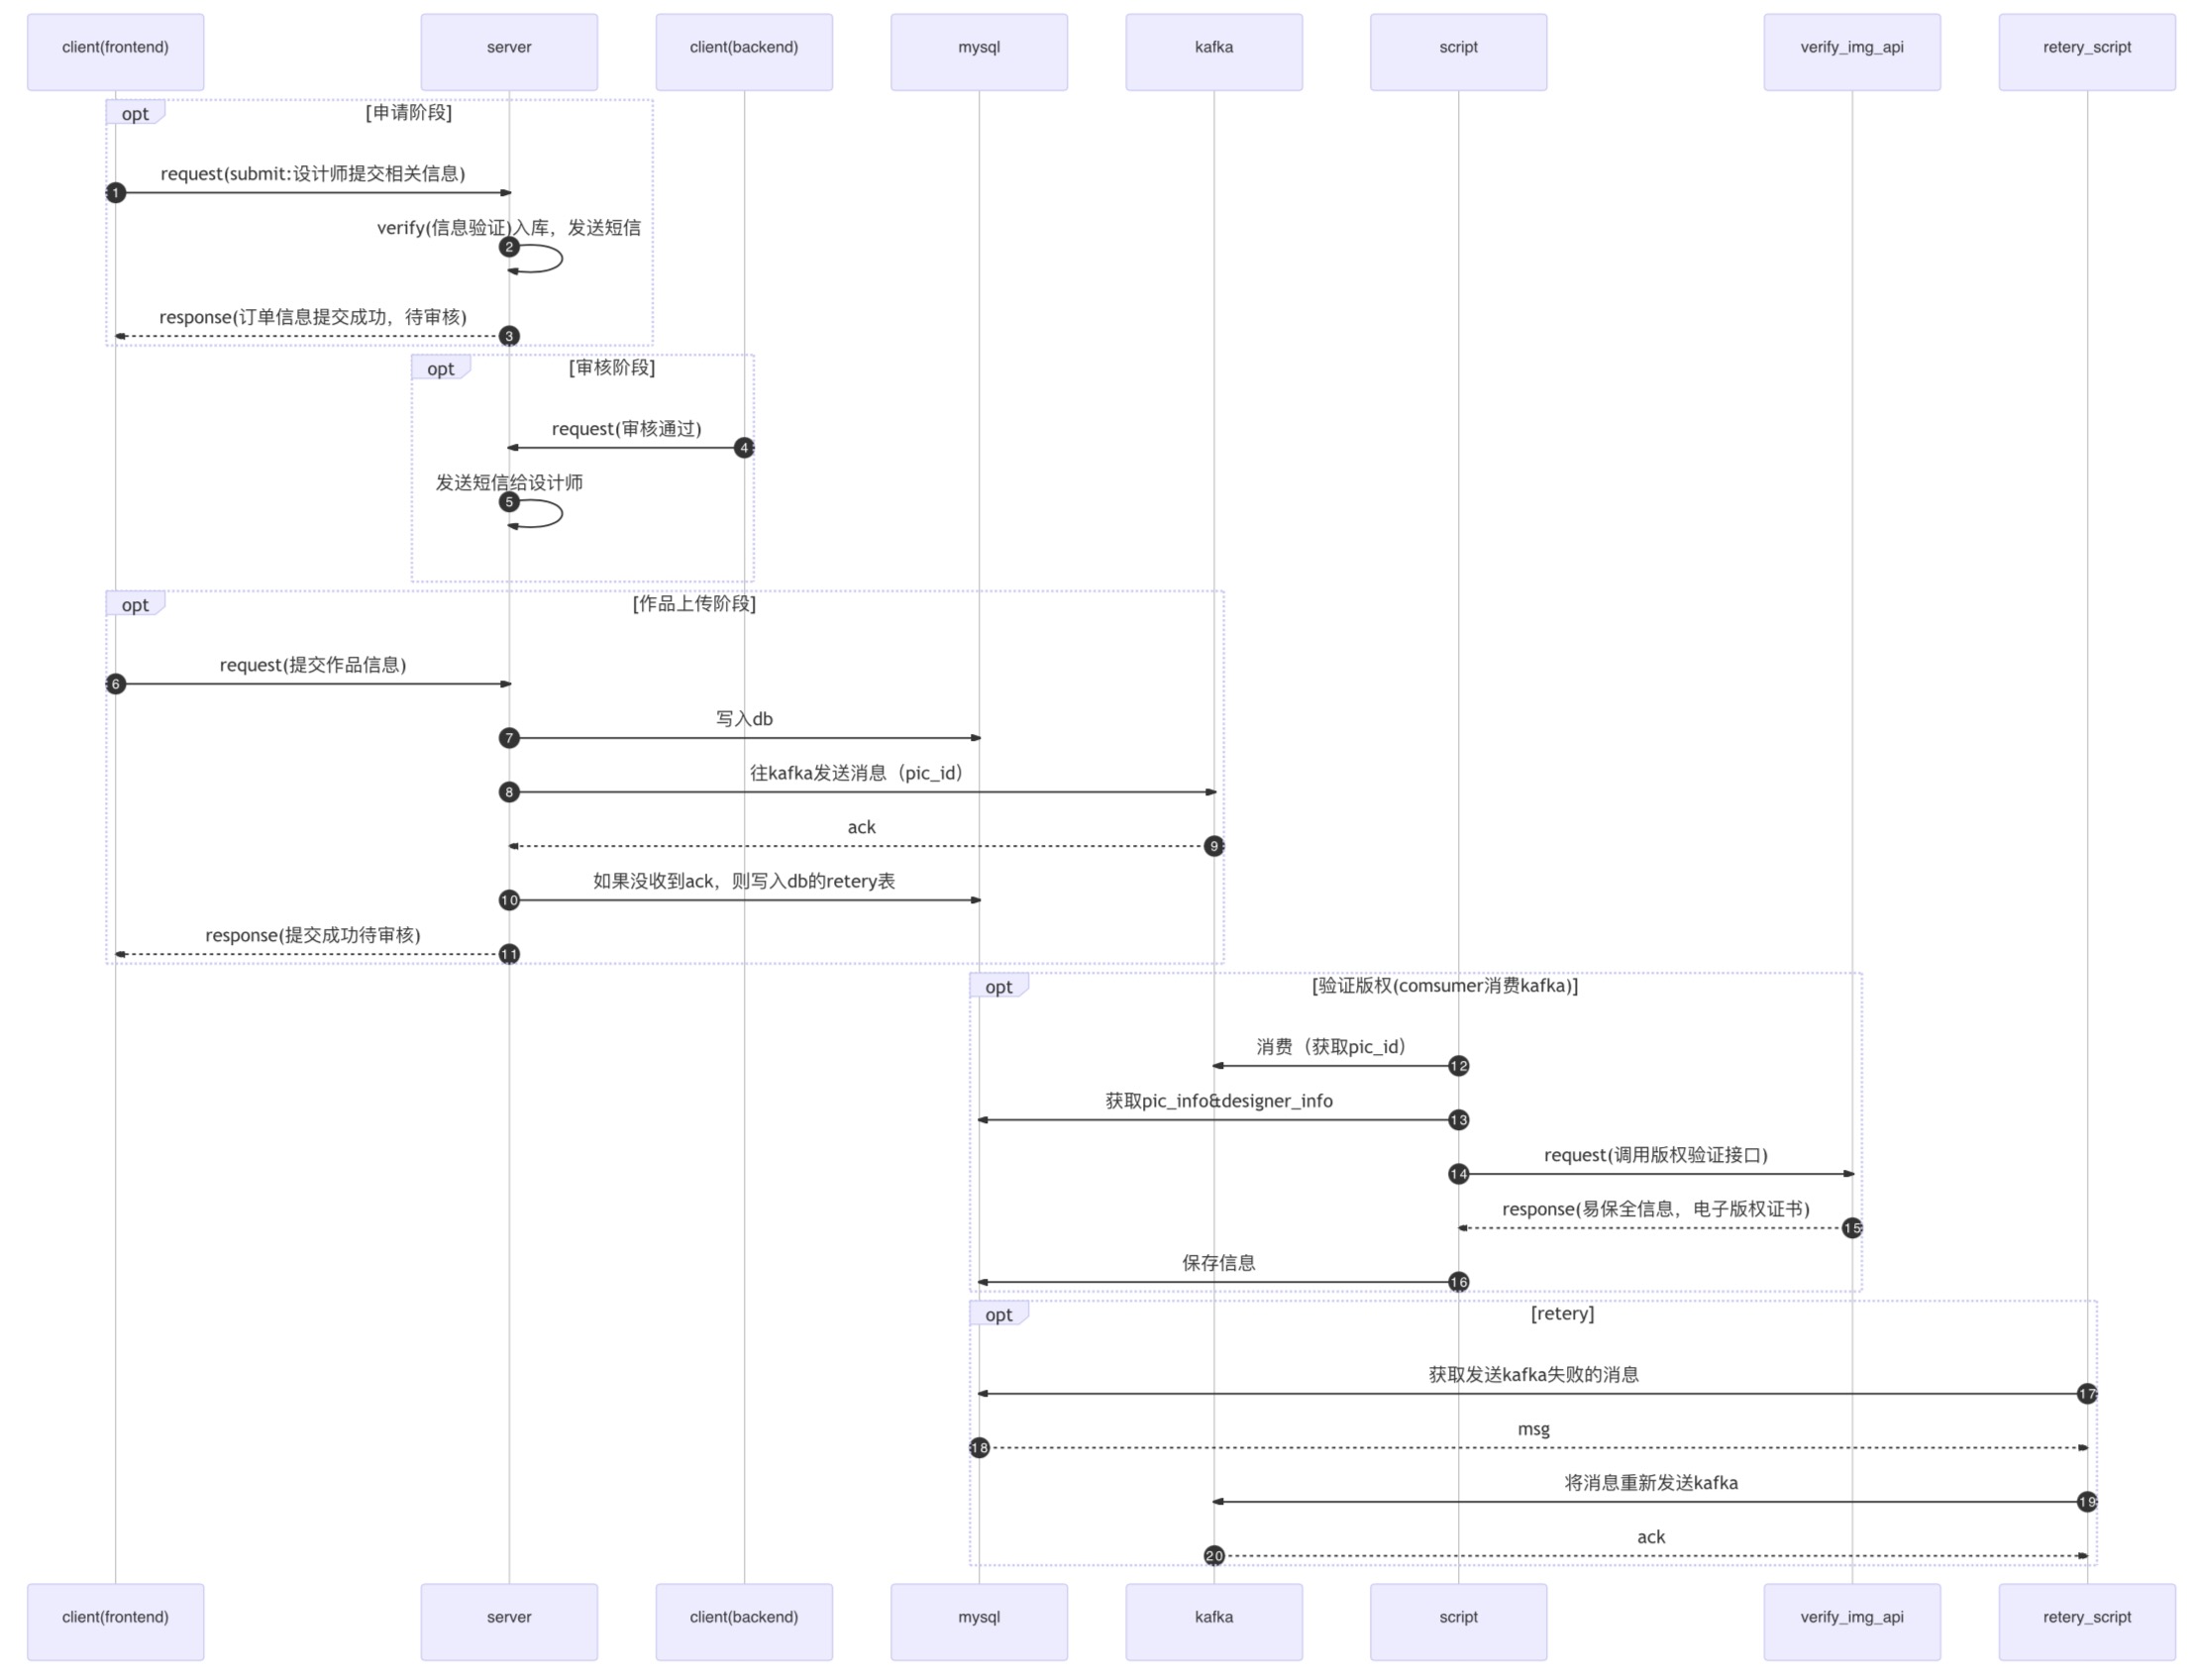 client(frontend)
server
client(backend)
mysql
kafka
script
verify_img_api
retery_script
opt
[申请阶段]
request(submit:设计师提交相关信息)
1
verify(信息验证)入库，发送短信
2
response(订单信息提交成功，待审核)
3
opt
[审核阶段]
request(审核通过)
4
发送短信给设计师
5
opt
[作品上传阶段]
request(提交作品信息)
6
写入db
7
往kafka发送消息（pic_id）
8
ack
9
如果没收到ack，则写入db的retery表
10
response(提交成功待审核)
11
opt
[验证版权(comsumer消费kafka)]
消费（获取pic_id）
12
获取pic_info&designer_info
13
request(调用版权验证接口)
14
response(易保全信息，电子版权证书)
15
保存信息
16
opt
[retery]
获取发送kafka失败的消息
17
msg
18
将消息重新发送kafka
19
ack
20
client(frontend)
server
client(backend)
mysql
kafka
script
verify_img_api
retery_script